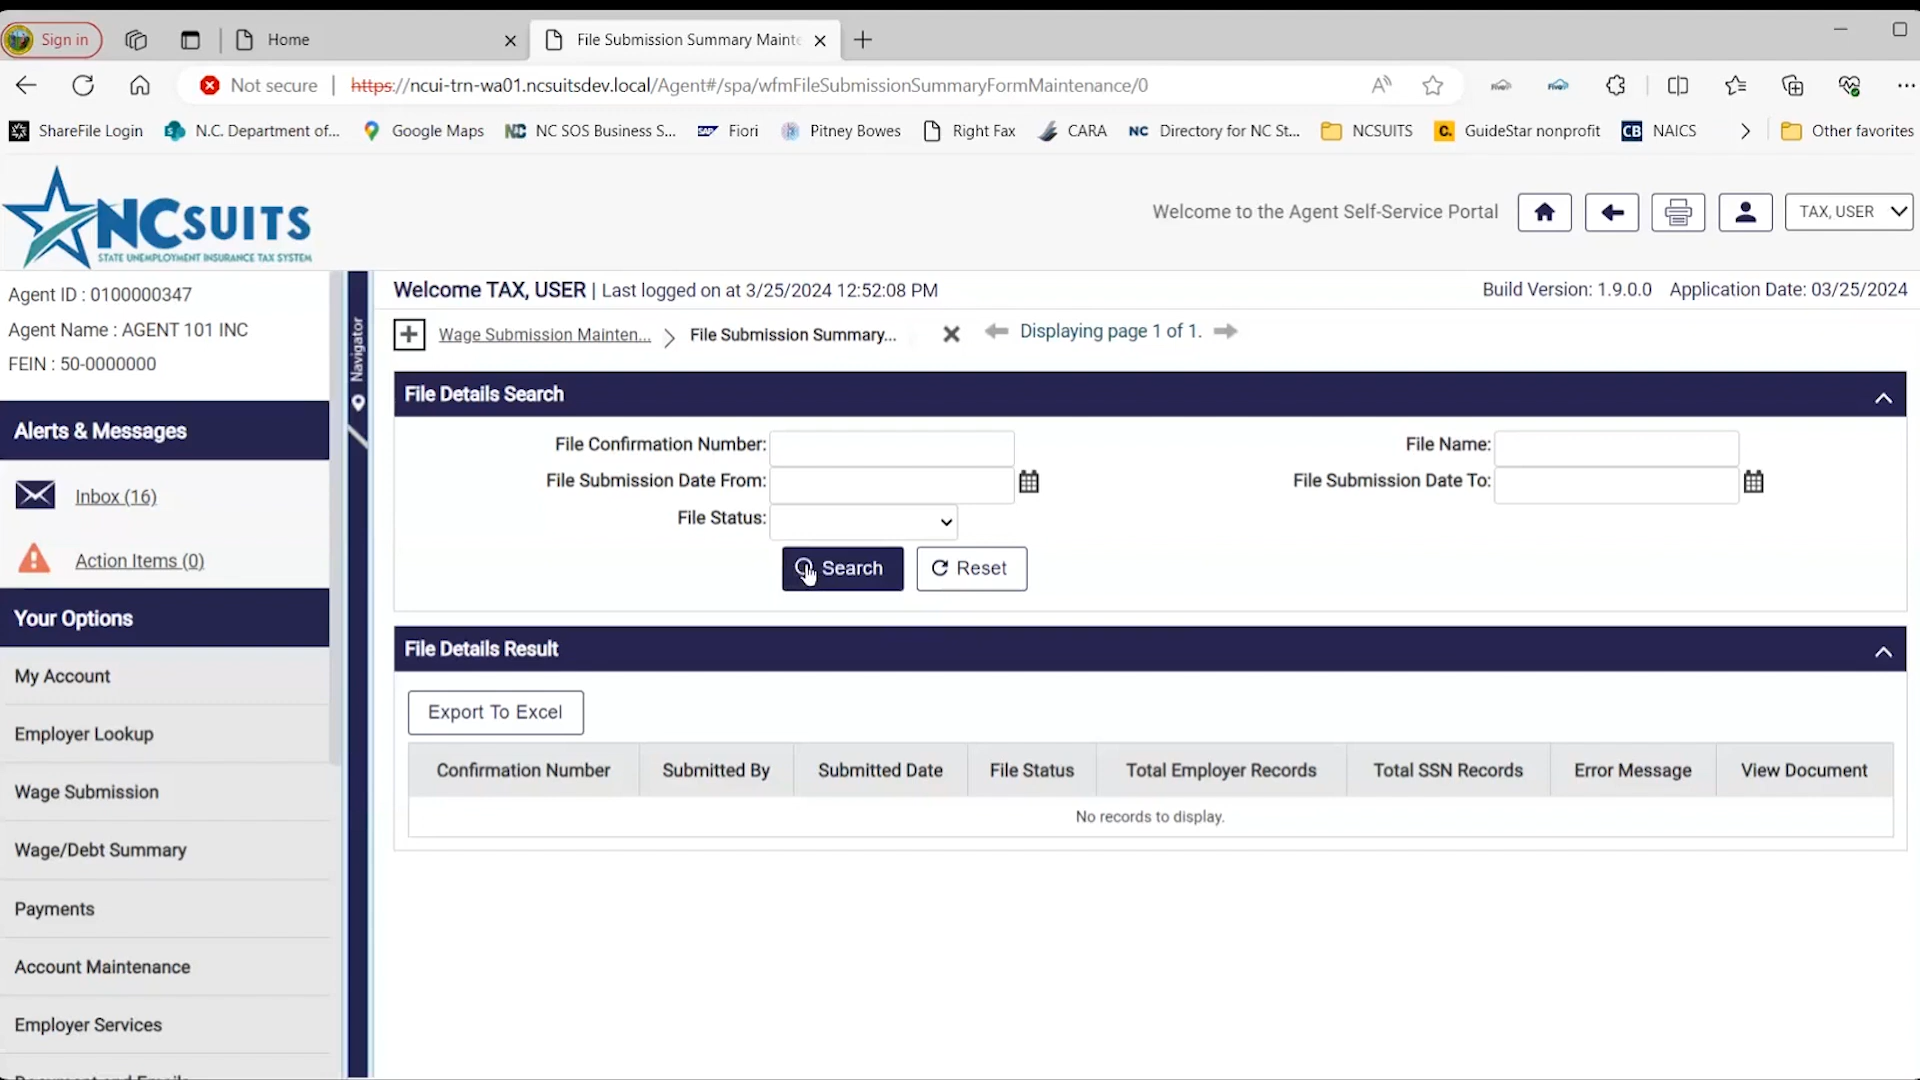 Sign in
Home
File Submission Summary Mainte
Not secure
https://ncui-trn-wa01.ncsuitsdev.local/Agent#/spa/wfmFileSubmissionSummaryFormMaintenance/0
ShareFile Login
N.C. Department of...
Google Maps
NC SOS Business S...
Fiori
Pitney Bowes
Right Fax
CARA
NC Directory for NC St...
NCSUITS
GuideStar nonprofit
CB NAICS
Other favorites
NCSUITS
STATE UNEMPLOYMENT INSURANCE TAX SYSTEM
Welcome to the Agent Self-Service Portal
TAX, USER
Agent ID : 0100000347
Agent Name : AGENT 101 INC
FEIN : 50-0000000
Alerts & Messages
Inbox (16)
Action Items (0)
Your Options
My Account
Employer Lookup
Wage Submission
Wage/Debt Summary
Payments
Account Maintenance
Employer Services
Navigator
Welcome TAX, USER | Last logged on at 3/25/2024 12:52:08 PM
Build Version: 1.9.0.0 Application Date: 03/25/2024
Wage Submission Mainten...
File Submission Summary...
Displaying page 1 of 1.
File Details Search
File Confirmation Number:
File Name:
File Submission Date From:
File Submission Date To:
File Status:
Search
Reset
File Details Result
Export To Excel
Confirmation Number Submitted By Submitted Date File Status Total Employer Records Total SSN Records Error Message View Document
No records to display.